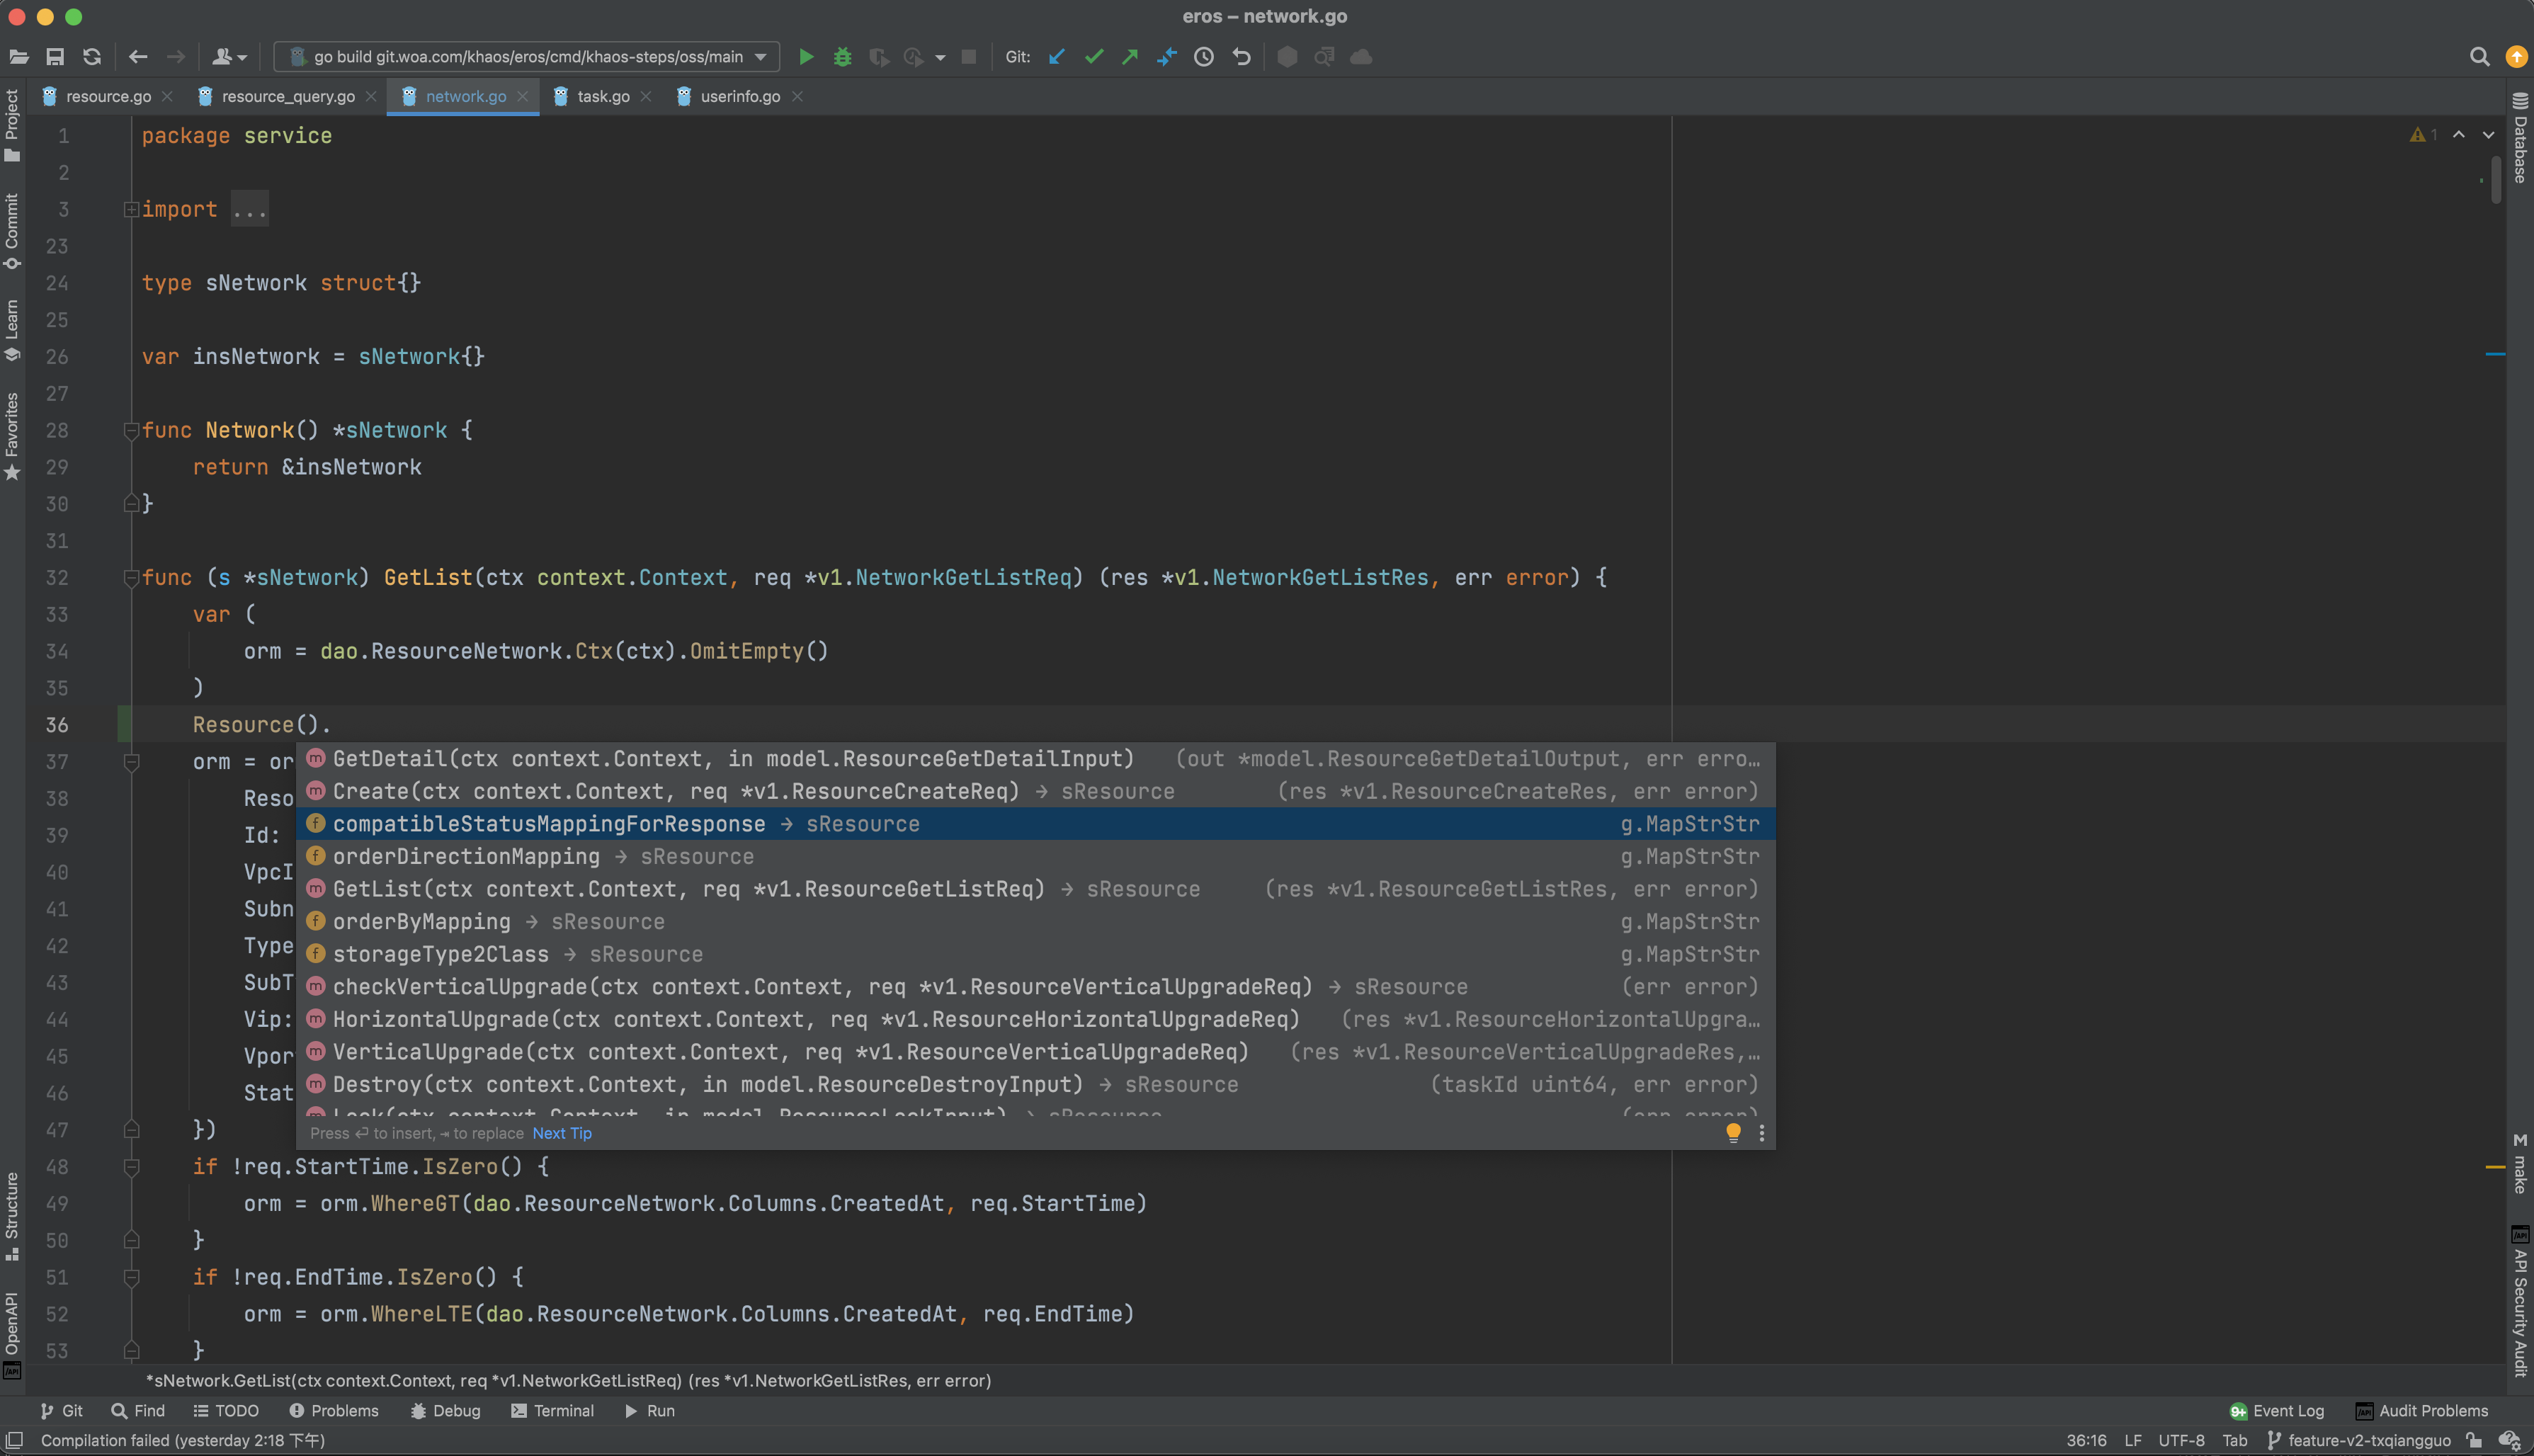 eros – network.go
go build git.woa.com/khaos/eros/cmd/khaos-steps/oss/main
Git:
resource.go
resource_query.go
network.go
task.go
userinfo.go
Project
Commit
Learn
Favorites
Structure
OpenAPI
1 package service
2
3 import ...
23
24 type sNetwork struct{}
25
26 var insNetwork = sNetwork{}
27
28 func Network() *sNetwork {
29 return &insNetwork
30 }
31
32 func (s *sNetwork) GetList(ctx context.Context, req *v1.NetworkGetListReq) (res *v1.NetworkGetListRes, err error) {
33 var (
34 orm = dao.ResourceNetwork.Ctx(ctx).OmitEmpty()
35 )
36 Resource().
37 orm = or
38 Reso
39 Id:
40 VpcI
41 Subn
42 Type
43 SubT
44 Vip:
45 Vpor
46 Stat
47 })
48 if !req.StartTime.IsZero() {
49 orm = orm.WhereGT(dao.ResourceNetwork.Columns.CreatedAt, req.StartTime)
50 }
51 if !req.EndTime.IsZero() {
52 orm = orm.WhereLTE(dao.ResourceNetwork.Columns.CreatedAt, req.EndTime)
53 }
m GetDetail(ctx context.Context, in model.ResourceGetDetailInput) (out *model.ResourceGetDetailOutput, err erro…
m Create(ctx context.Context, req *v1.ResourceCreateReq) → sResource (res *v1.ResourceCreateRes, err error)
f compatibleStatusMappingForResponse → sResource g.MapStrStr
f orderDirectionMapping → sResource g.MapStrStr
m GetList(ctx context.Context, req *v1.ResourceGetListReq) → sResource (res *v1.ResourceGetListRes, err error)
f orderByMapping → sResource g.MapStrStr
f storageType2Class → sResource g.MapStrStr
m checkVerticalUpgrade(ctx context.Context, req *v1.ResourceVerticalUpgradeReq) → sResource (err error)
m HorizontalUpgrade(ctx context.Context, req *v1.ResourceHorizontalUpgradeReq) (res *v1.ResourceHorizontalUpgra…
m VerticalUpgrade(ctx context.Context, req *v1.ResourceVerticalUpgradeReq) (res *v1.ResourceVerticalUpgradeRes,…
m Destroy(ctx context.Context, in model.ResourceDestroyInput) → sResource (taskId uint64, err error)
m Lock(ctx context.Context, in model.ResourceLockInput) → sResource (err error)
Press ↵ to insert, ⇥ to replace Next Tip
1
Database
M make
API Security Audit
*sNetwork.GetList(ctx context.Context, req *v1.NetworkGetListReq) (res *v1.NetworkGetListRes, err error)
Git Find TODO Problems Debug Terminal Run 9+ Event Log Audit Problems
Compilation failed (yesterday 2:18 下午) 36:16 LF UTF-8 Tab feature-v2-txqiangguo